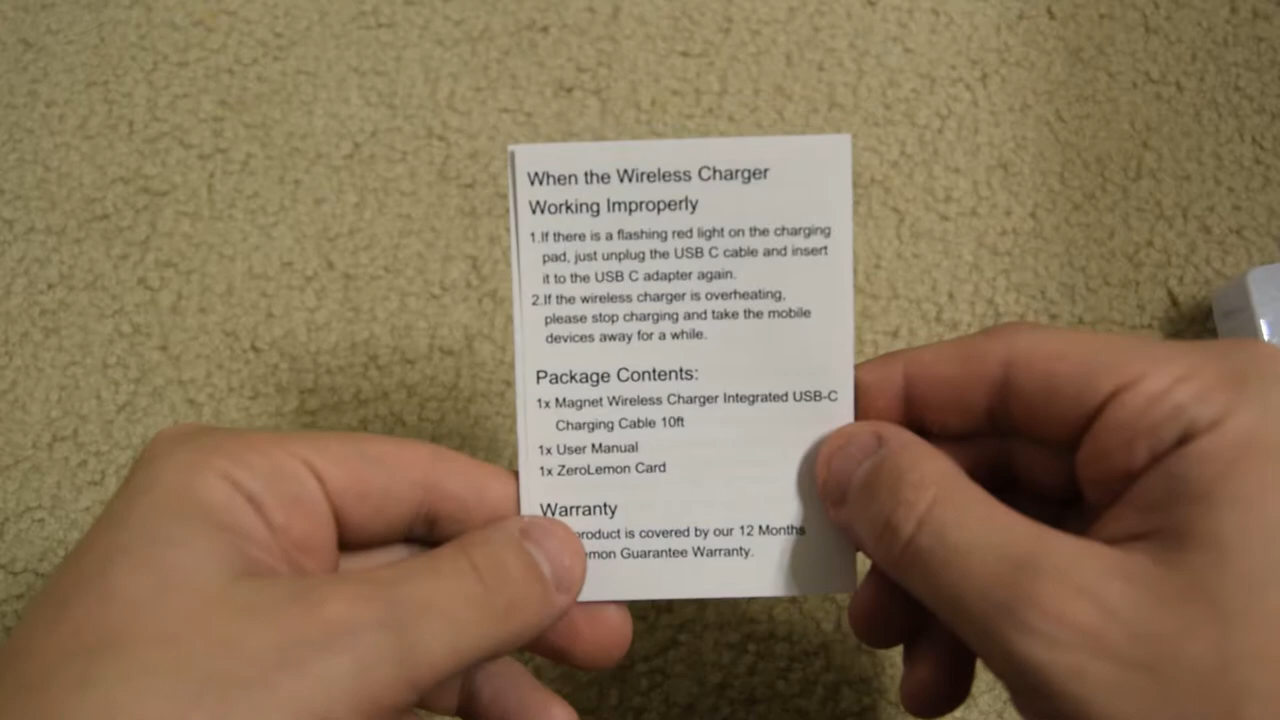 When the Wireless Charger
Working Improperly
1.If there is a flashing red light on the charging
pad, just unplug the USB C cable and insert
it to the USB C adapter again.
2.If the wireless charger is overheating,
please stop charging and take the mobile
devices away for a while.
Package Contents:
1x Magnet Wireless Charger Integrated USB-C
Charging Cable 10ft
1x User Manual
1x ZeroLemon Card
Warranty
product is covered by our 12 Months
Guarantee Warranty.